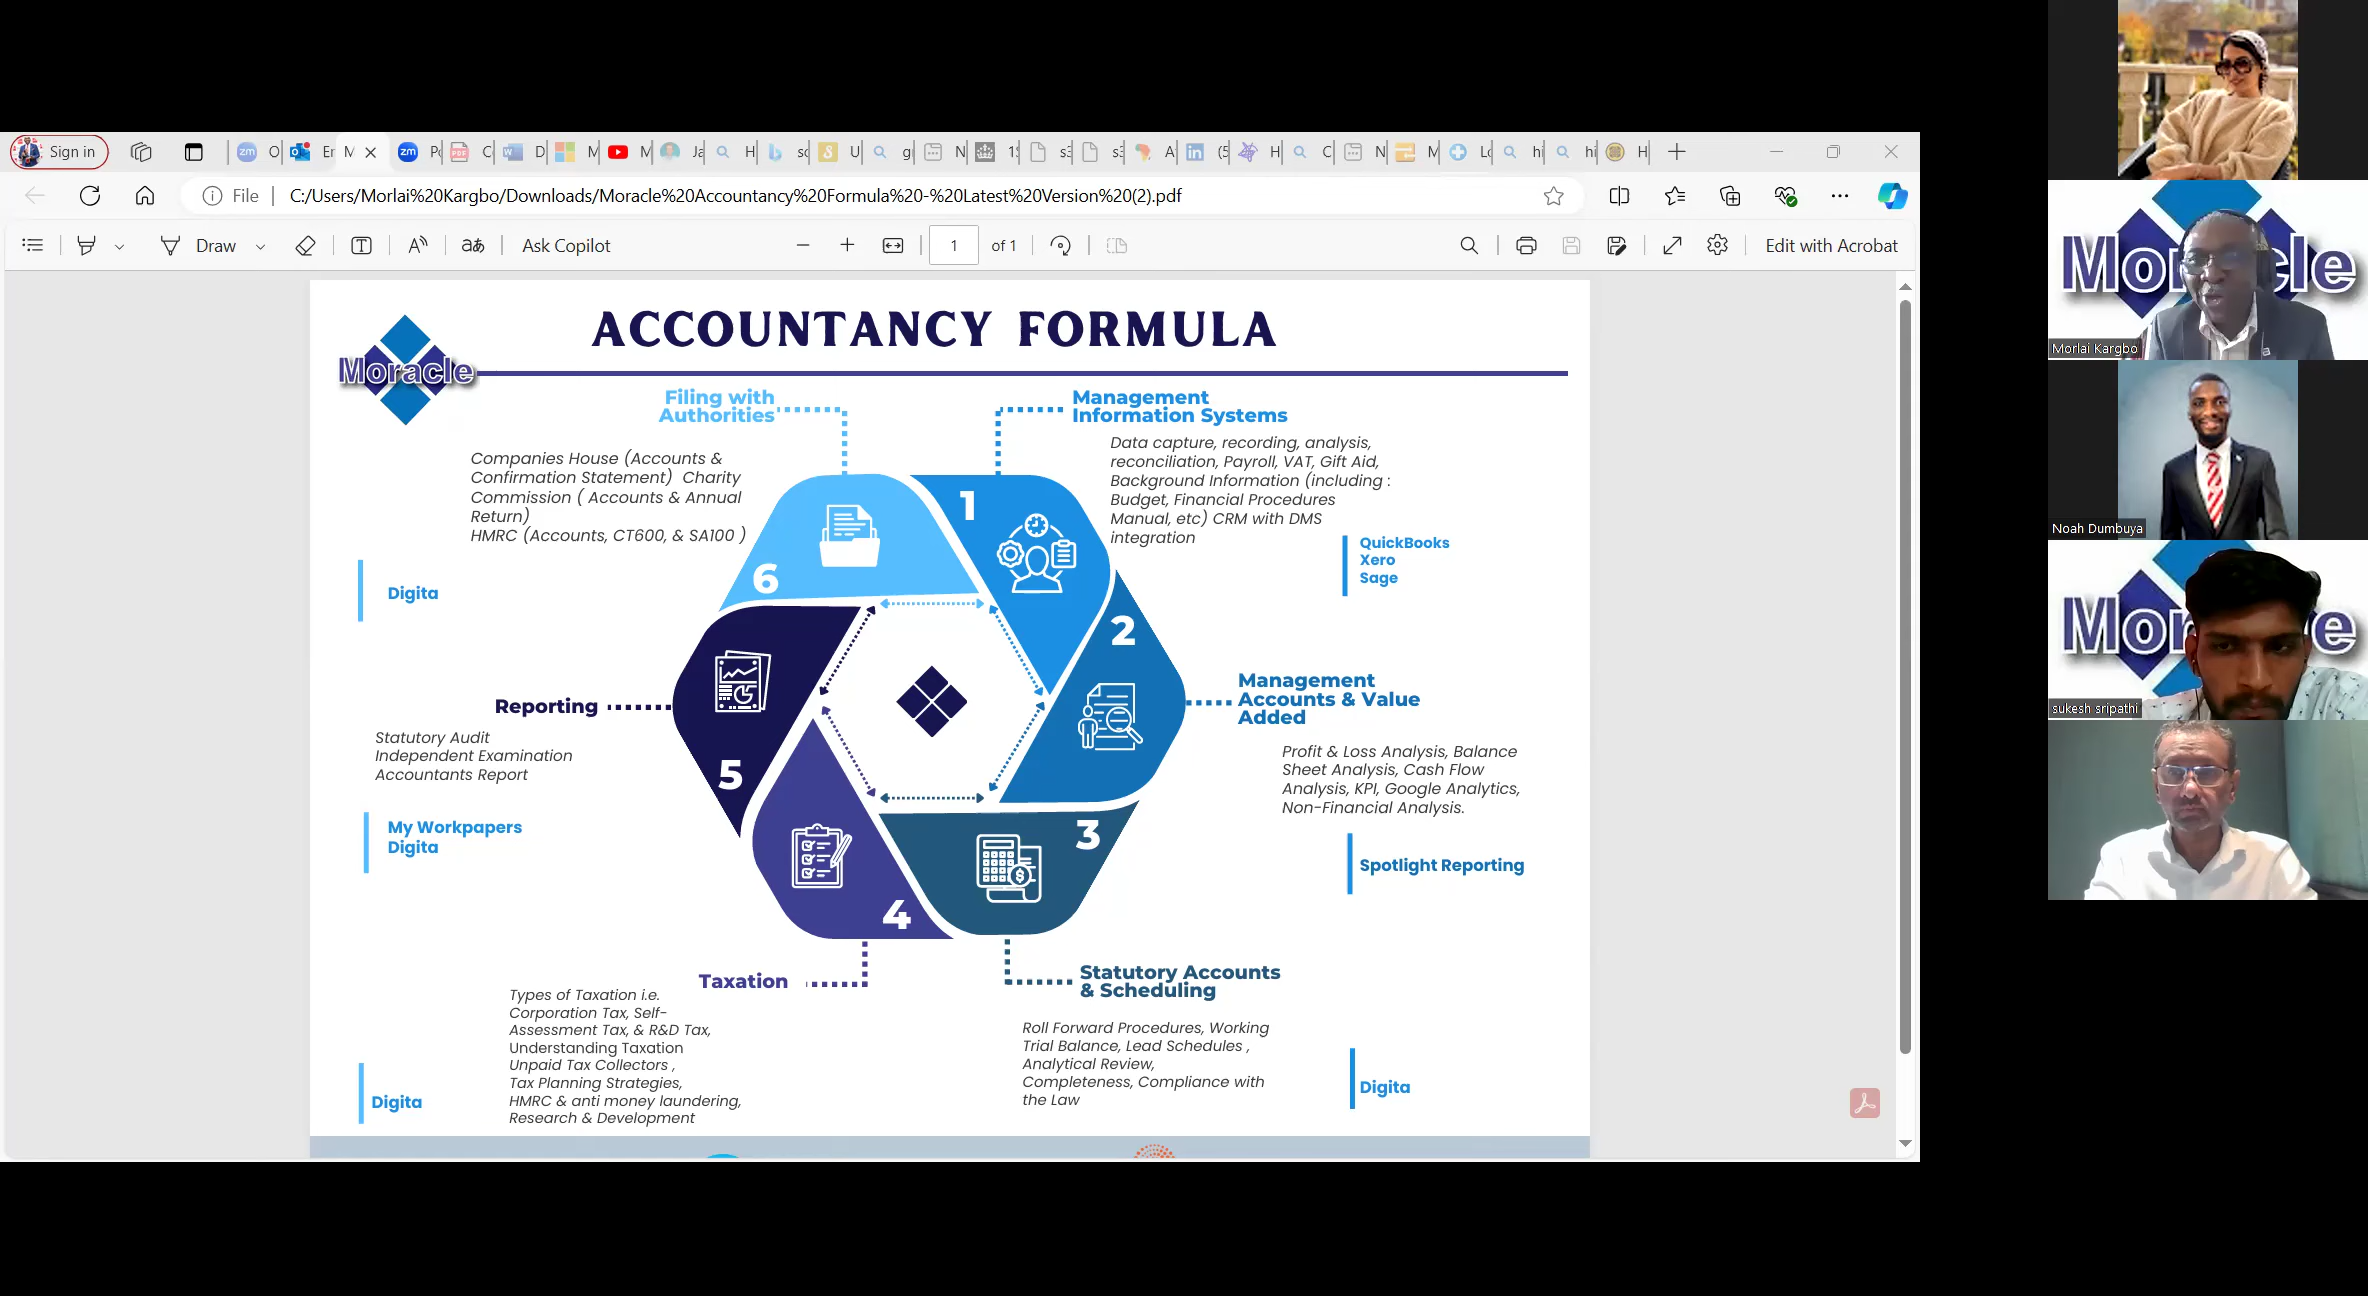 Sign in
File
C:/Users/Morlai%20Kargbo/Downloads/Moracle%20Accountancy%20Formula%20-%20Latest%20Version%20(2).pdf
Draw
Ask Copilot
1
of 1
Edit with Acrobat
ACCOUNTANCY FORMULA
Moracle
Filing with
Authorities
Companies House (Accounts &
Confirmation Statement) Charity
Commission ( Accounts & Annual
Return)
HMRC (Accounts, CT600, & SA100 )
Digita
6
Management
Information Systems
Data capture, recording, analysis,
reconciliation, Payroll, VAT, Gift Aid,
Background Information (including :
Budget, Financial Procedures
Manual, etc) CRM with DMS
integration
QuickBooks
Xero
Sage
1
2
Management
Accounts & Value
Added
Profit & Loss Analysis, Balance
Sheet Analysis, Cash Flow
Analysis, KPI, Google Analytics,
Non-Financial Analysis.
Spotlight Reporting
Reporting
Statutory Audit
Independent Examination
Accountants Report
My Workpapers
Digita
5
3
Statutory Accounts
& Scheduling
Roll Forward Procedures, Working
Trial Balance, Lead Schedules ,
Analytical Review,
Completeness, Compliance with
the Law
Digita
4
Taxation
Types of Taxation i.e.
Corporation Tax, Self-
Assessment Tax, & R&D Tax,
Understanding Taxation
Unpaid Tax Collectors ,
Tax Planning Strategies,
HMRC & anti money laundering,
Research & Development
Digita
Morlai Kargbo
Noah Dumbuya
sukesh sripathi